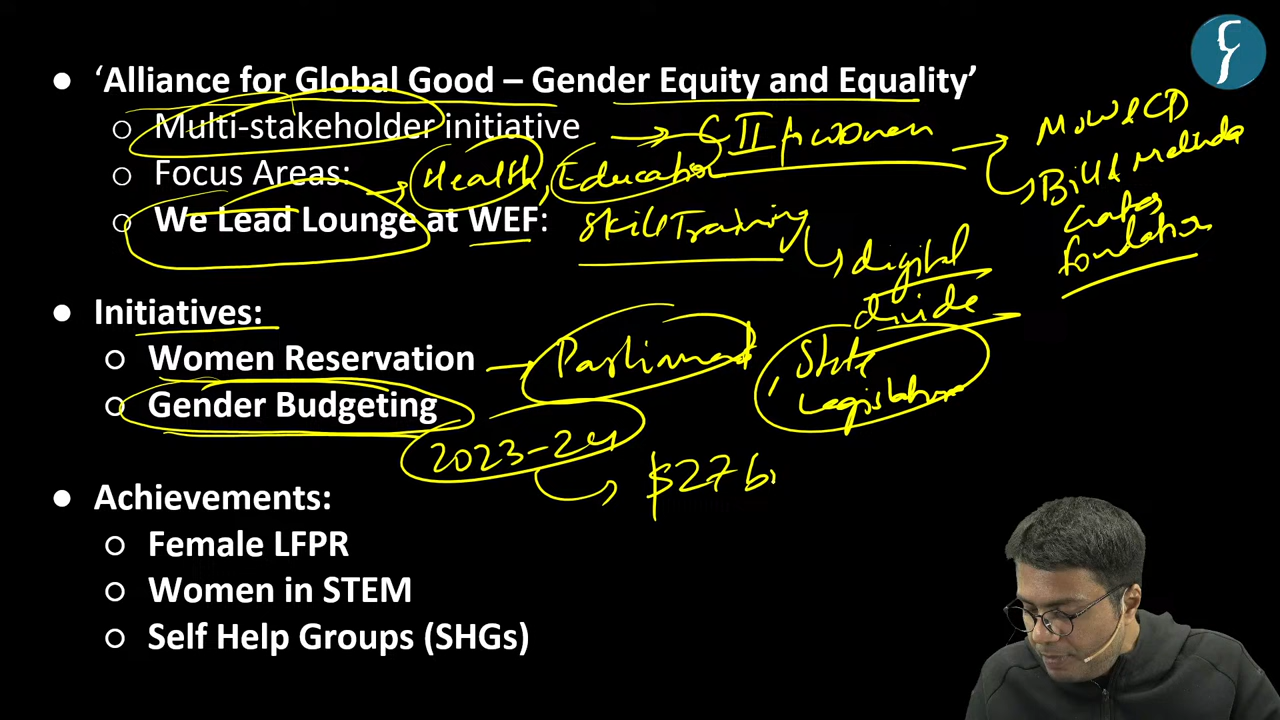 ● ‘Alliance for Global Good – Gender Equity and Equality’
○ Multi-stakeholder initiative → CII for women → MoW&CD
Bill & Melinda
Gates
foundation
○ Focus Areas: → Health, Education
○ We Lead Lounge at WEF: Skill Training
digital
divide
● Initiatives:
○ Women Reservation → Parliament, State
Legislature
○ Gender Budgeting
2023-24
$27 bi
● Achievements:
○ Female LFPR
○ Women in STEM
○ Self Help Groups (SHGs)